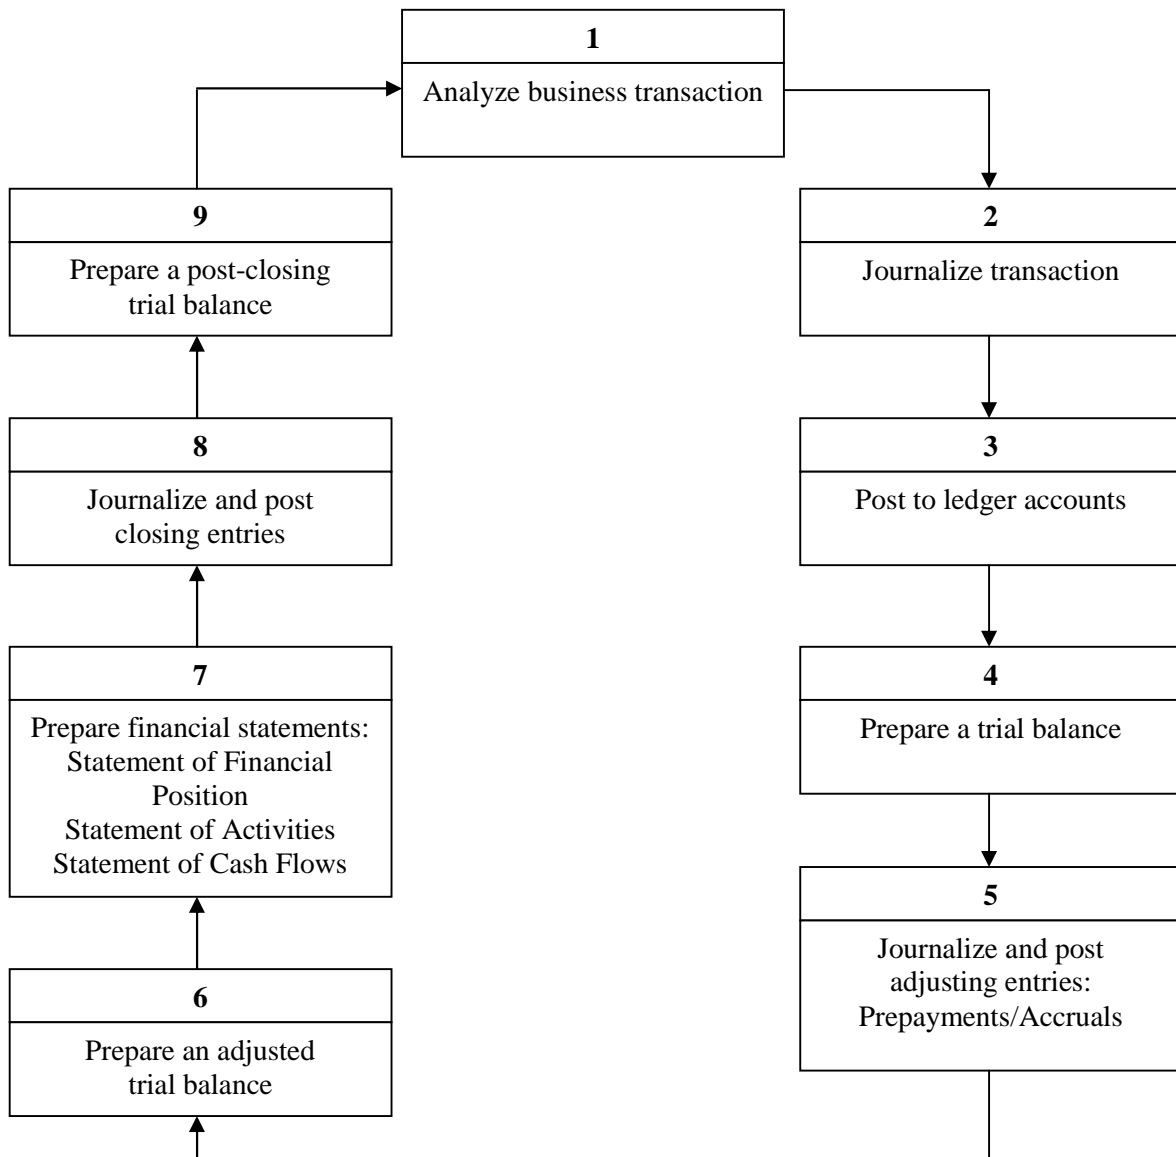 1
Analyze business transaction
2
Journalize transaction
3
Post to ledger accounts
4
Prepare a trial balance
5
Journalize and post
adjusting entries:
Prepayments/Accruals
6
Prepare an adjusted
trial balance
7
Prepare financial statements:
Statement of Financial
Position
Statement of Activities
Statement of Cash Flows
8
Journalize and post
closing entries
9
Prepare a post-closing
trial balance